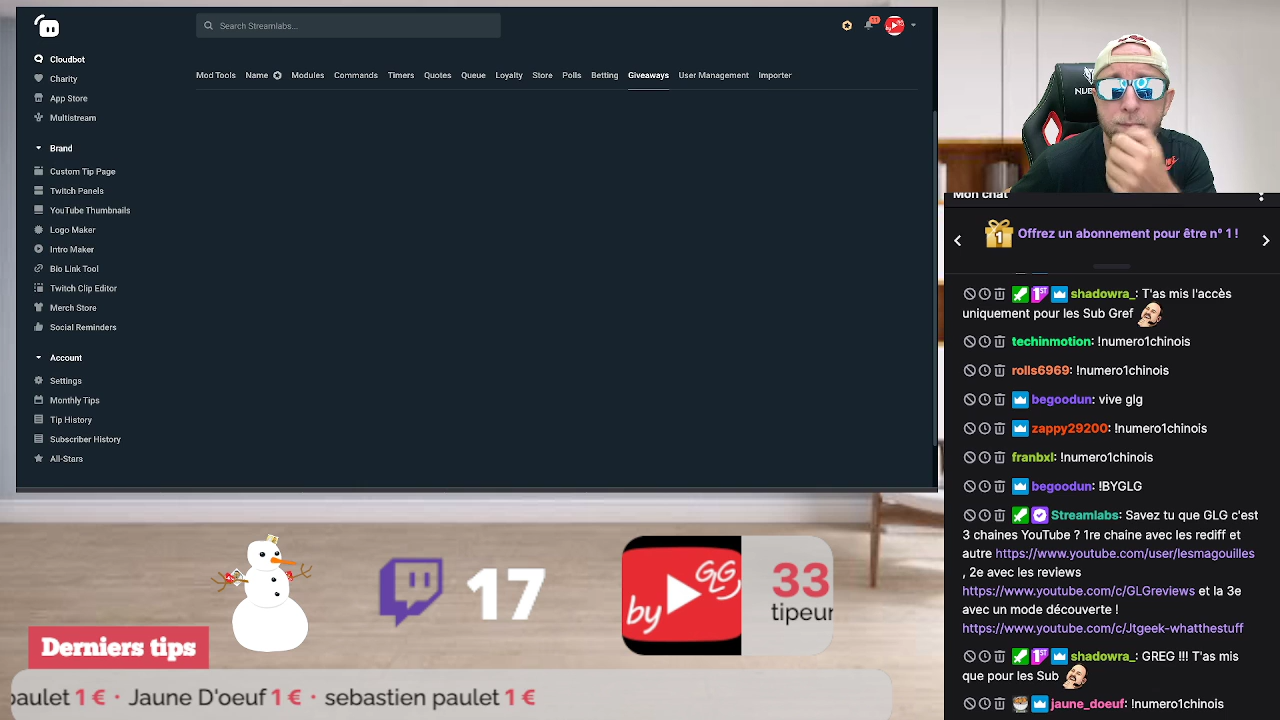 Search Streamlabs...
11
Cloudbot
Charity
App Store
Multistream
Brand
Custom Tip Page
Twitch Panels
YouTube Thumbnails
Logo Maker
Intro Maker
Bio Link Tool
Twitch Clip Editor
Merch Store
Social Reminders
Account
Settings
Monthly Tips
Tip History
Subscriber History
All-Stars
Mod Tools Name Modules Commands Timers Quotes Queue Loyalty Store Polls Betting Giveaways User Management Importer
Mon chat
1
Offrez un abonnement pour être n° 1 !
shadowra_: T'as mis l'accès
uniquement pour les Sub Gref
techinmotion: !numero1chinois
rolls6969: !numero1chinois
begoodun: vive glg
zappy29200: !numero1chinois
franbxl: !numero1chinois
begoodun: !BYGLG
Streamlabs: Savez tu que GLG c'est
3 chaines YouTube ? 1re chaine avec les rediff et
autre https://www.youtube.com/user/lesmagouilles
, 2e avec les reviews
https://www.youtube.com/c/GLGreviews et la 3e
avec un mode découverte !
https://www.youtube.com/c/Jtgeek-whatthestuff
shadowra_: GREG !!! T'as mis
que pour les Sub
jaune_doeuf: !numero1chinois
17
by GLG
33
tipeur
Derniers tips
paulet 1 € · Jaune D'oeuf 1 € · sebastien paulet 1 €